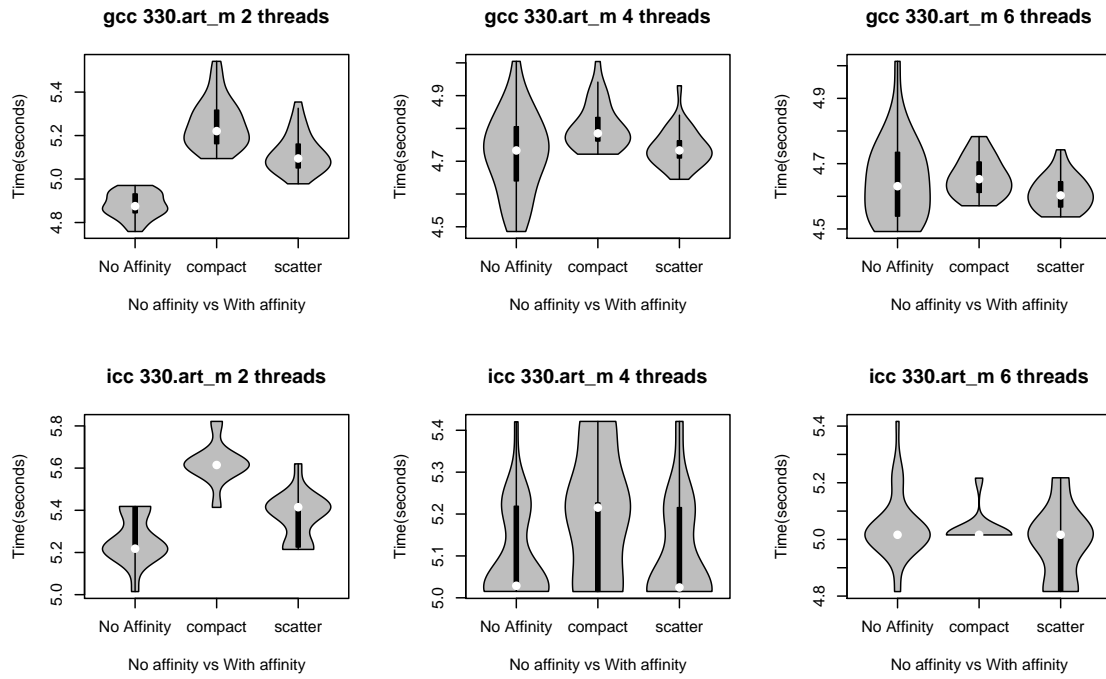 gcc 330.art_m 2 threads
Time(seconds)
5.4
5.2
5.0
4.8
No Affinity compact scatter
No affinity vs With affinity
gcc 330.art_m 4 threads
Time(seconds)
4.9
4.7
4.5
No Affinity compact scatter
No affinity vs With affinity
gcc 330.art_m 6 threads
Time(seconds)
4.9
4.7
4.5
No Affinity compact scatter
No affinity vs With affinity
icc 330.art_m 2 threads
Time(seconds)
5.8
5.6
5.4
5.2
5.0
No Affinity compact scatter
No affinity vs With affinity
icc 330.art_m 4 threads
Time(seconds)
5.4
5.3
5.2
5.1
5.0
No Affinity compact scatter
No affinity vs With affinity
icc 330.art_m 6 threads
Time(seconds)
5.4
5.2
5.0
4.8
No Affinity compact scatter
No affinity vs With affinity